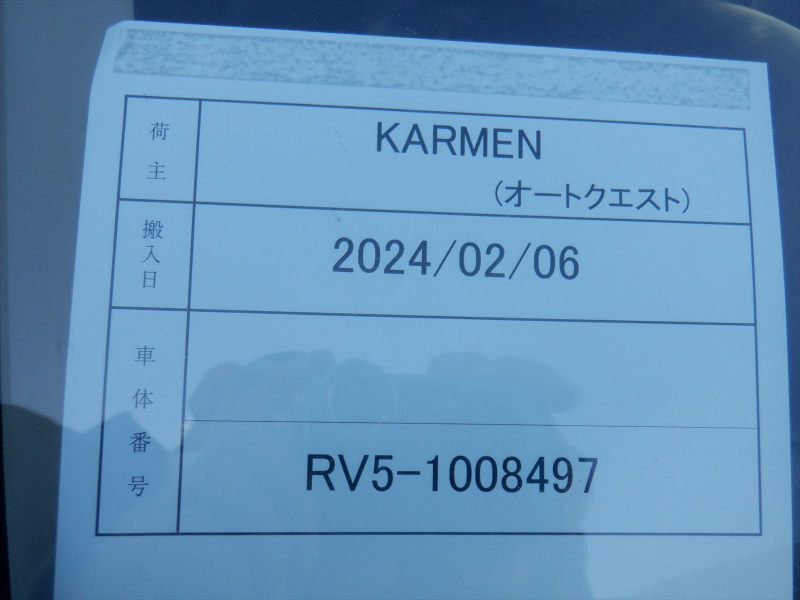 荷主
KARMEN
(オートクエスト)
搬入日
2024/02/06
車体番号
RV5-1008497